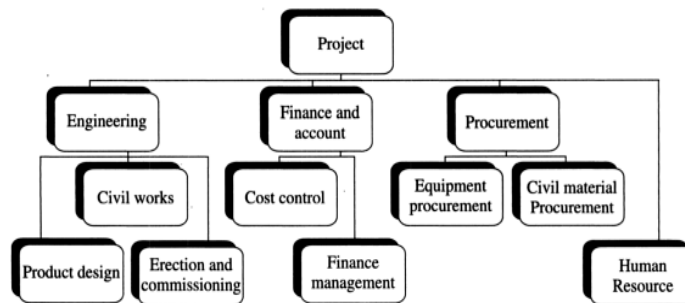 Project
Engineering
Finance and
account
Procurement
Civil works
Cost control
Equipment
procurement
Civil material
Procurement
Product design
Erection and
commissioning
Finance
management
Human
Resource